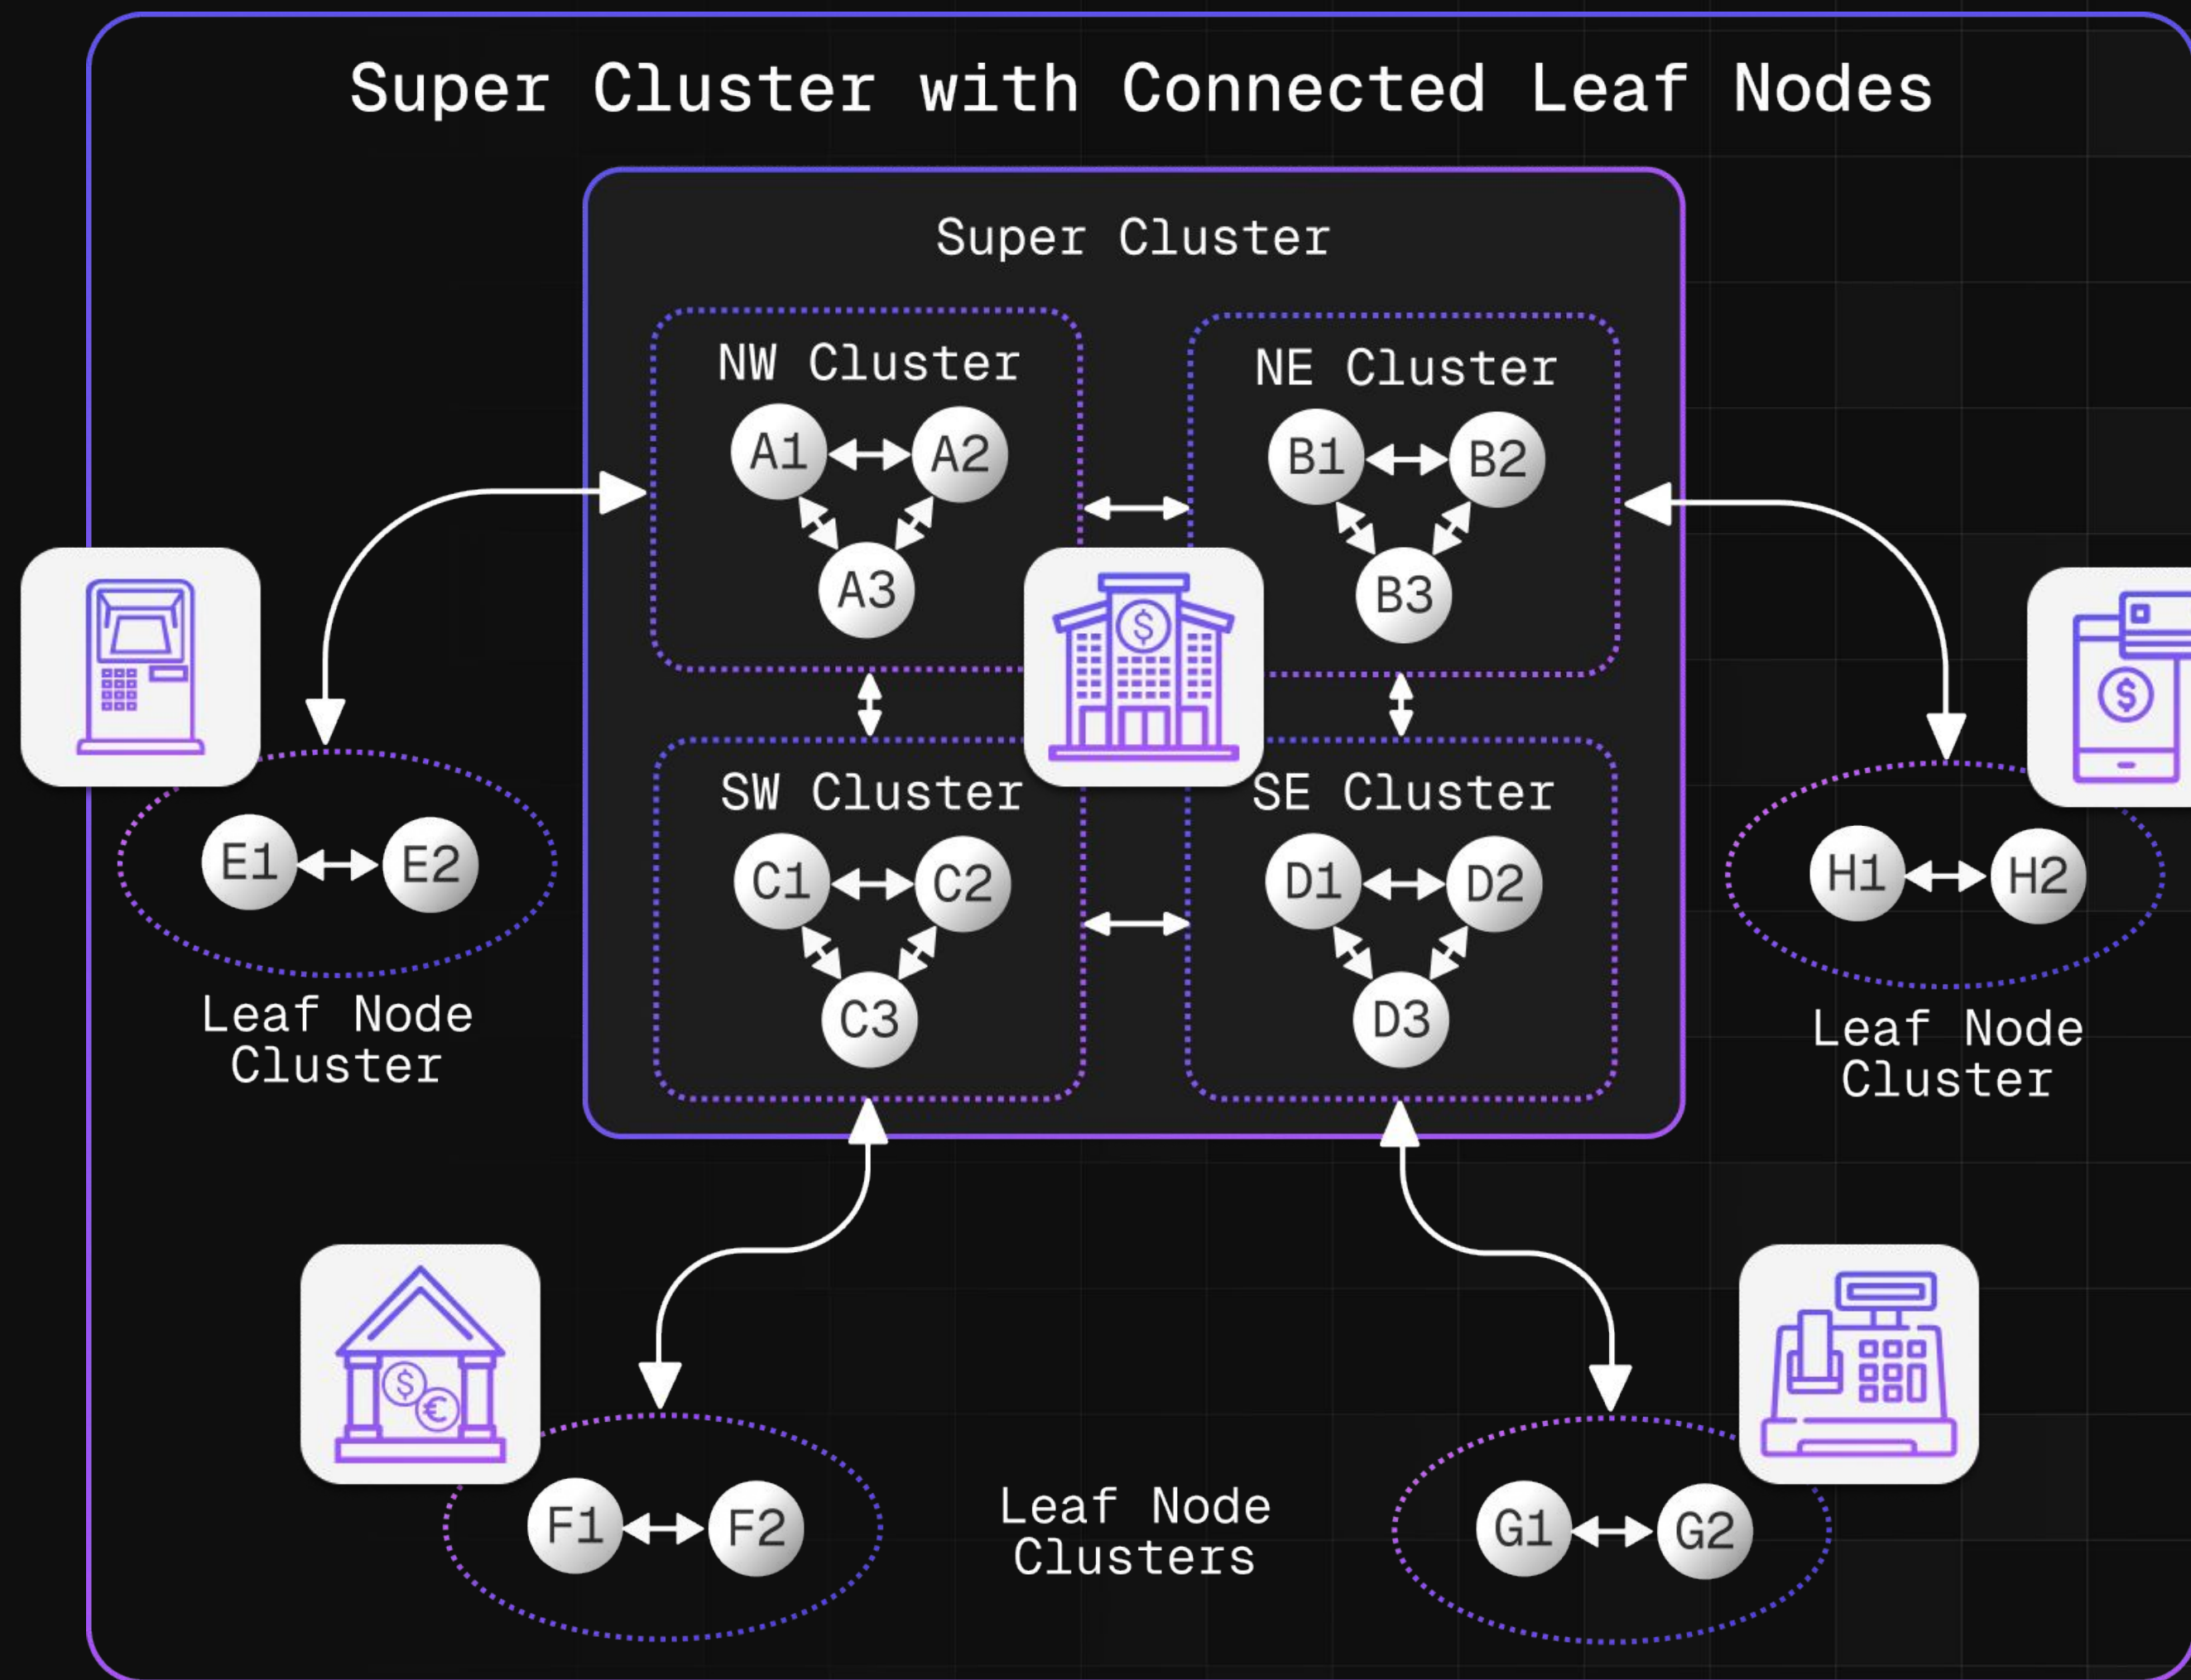 Super Cluster with Connected Leaf Nodes
Super Cluster
NW Cluster
A1 A2
A3
NE Cluster
B1 B2
B3
$
SW Cluster
C1 C2
C3
SE Cluster
D1 D2
D3
E1 E2
Leaf Node
Cluster
$
H1 H2
Leaf Node
Cluster
$ €
F1 F2
Leaf Node
Clusters
G1 G2